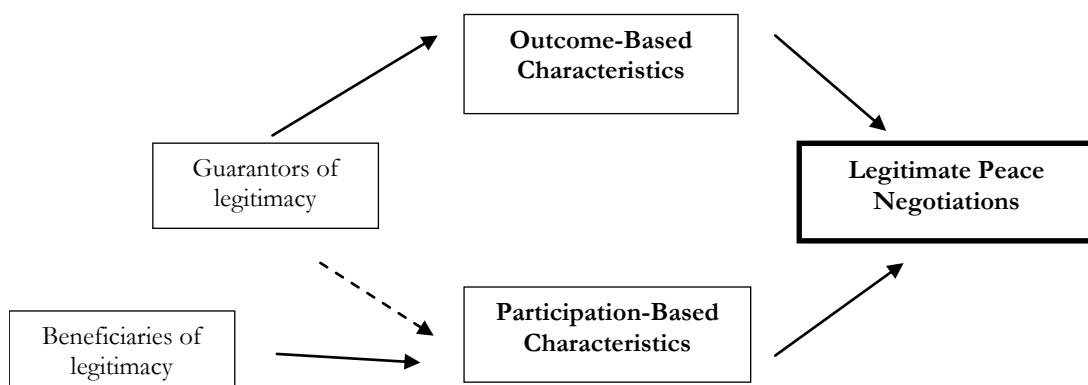 Outcome-Based
Characteristics
Guarantors of
legitimacy
Legitimate Peace
Negotiations
Participation-Based
Characteristics
Beneficiaries of
legitimacy